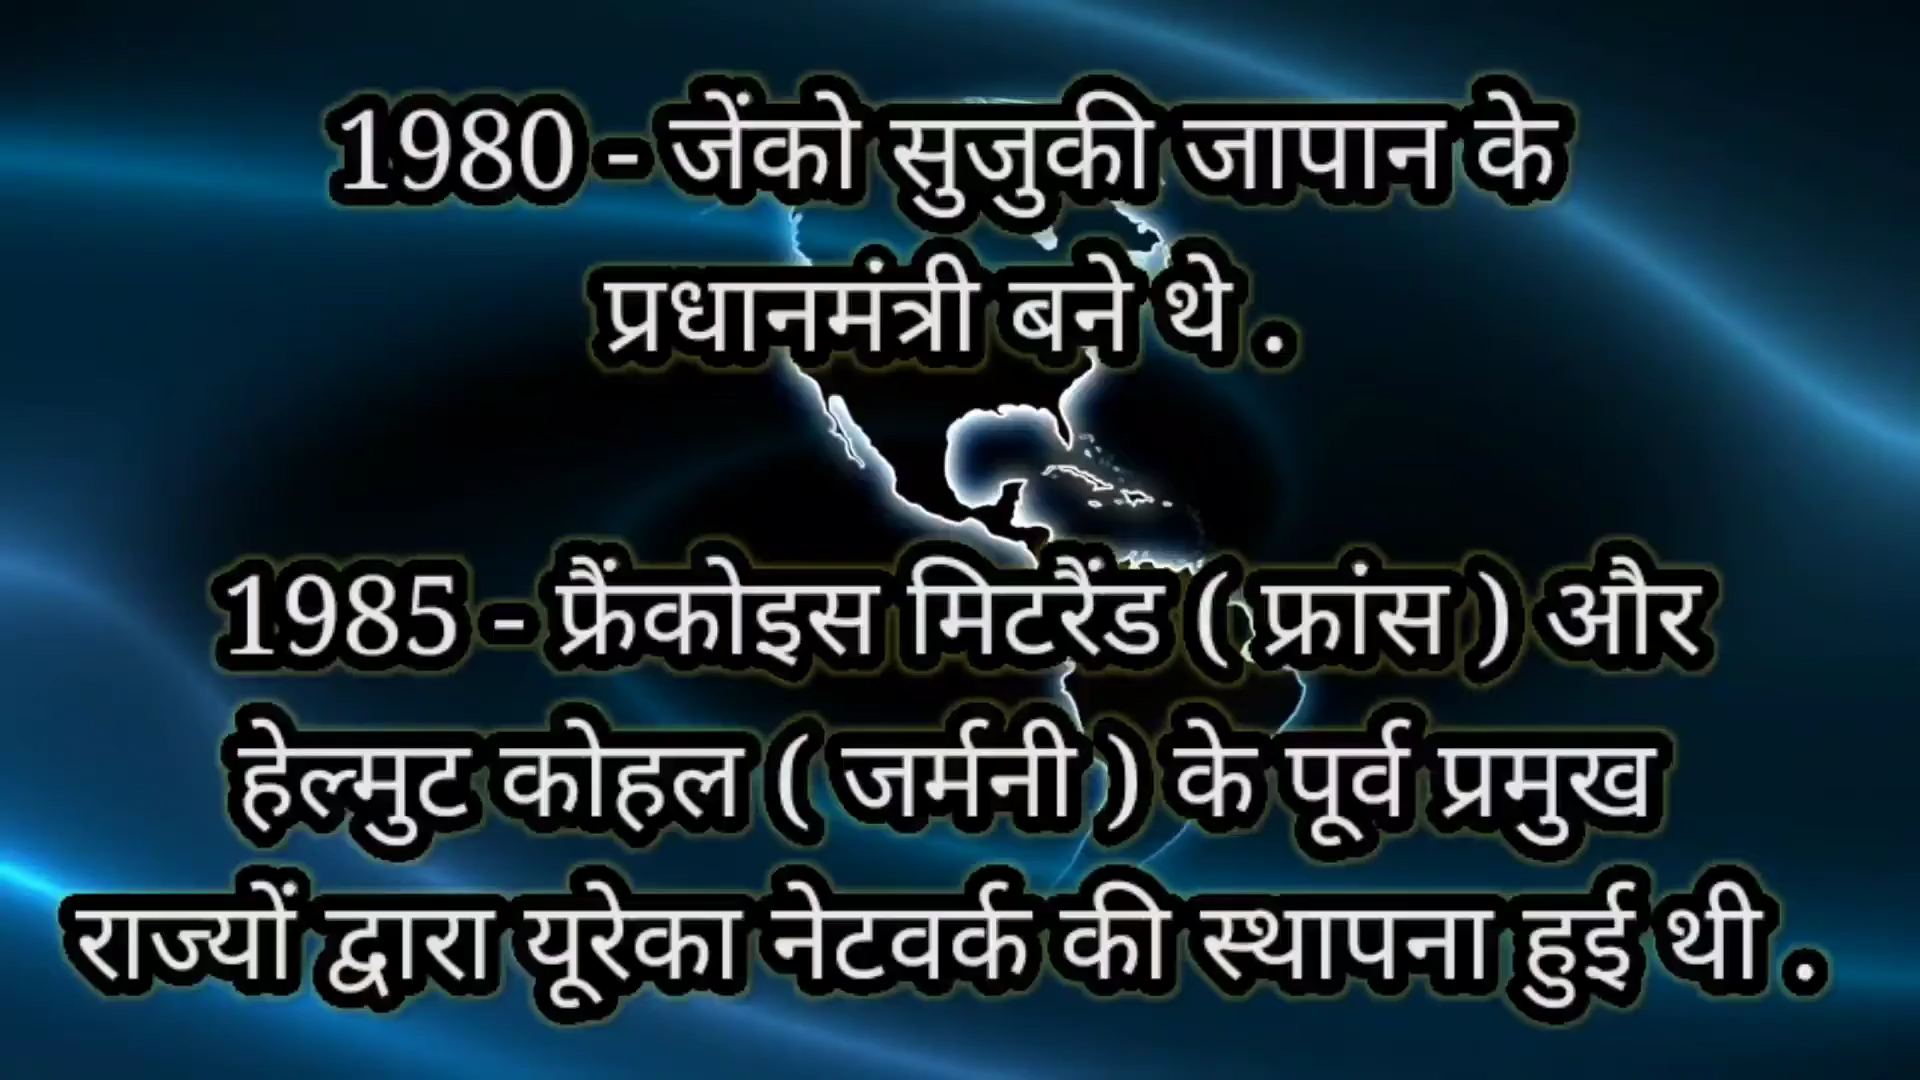 1980 - जेंको सुजुकी जापान के
प्रधानमंत्री बने थे .
1985 - फ्रैंकोइस मिटरैंड ( फ्रांस ) और
हेल्मुट कोहल ( जर्मनी ) के पूर्व प्रमुख
राज्यों द्वारा यूरेका नेटवर्क की स्थापना हुई थी .